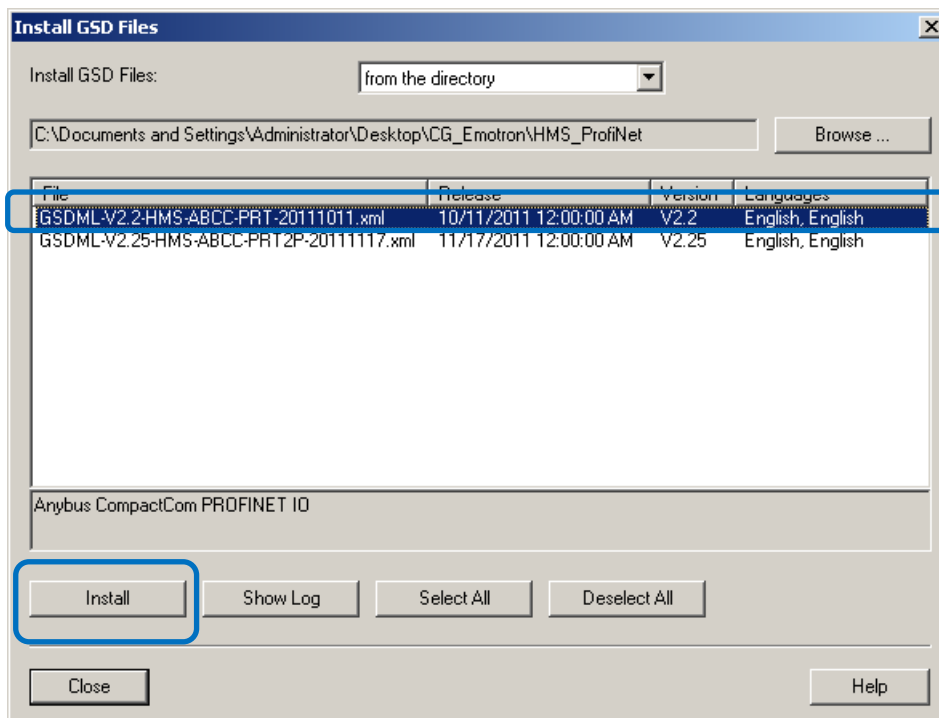 Install GSD Files
Install GSD Files: from the directory
C:\Documents and Settings\Administrator\Desktop\CG_Emotron\HMS_ProfiNet Browse ...
File Release Version Languages
GSDML-V2.2-HMS-ABCC-PRT-20111011.xml 10/11/2011 12:00:00 AM V2.2 English, English
GSDML-V2.25-HMS-ABCC-PRT2P-20111117.xml 11/17/2011 12:00:00 AM V2.25 English, English
Anybus CompactCom PROFINET IO
Install Show Log Select All Deselect All
Close Help